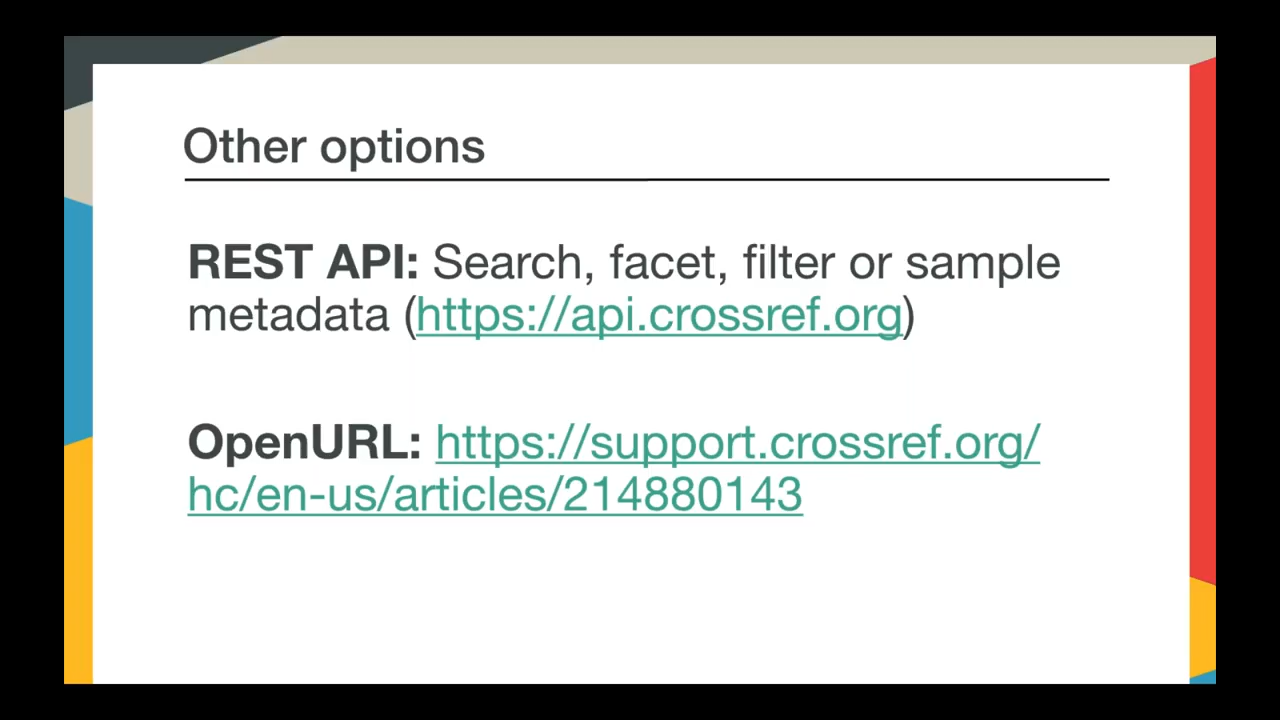 Other options
REST API: Search, facet, filter or sample
metadata (https://api.crossref.org)
OpenURL: https://support.crossref.org/
hc/en-us/articles/214880143